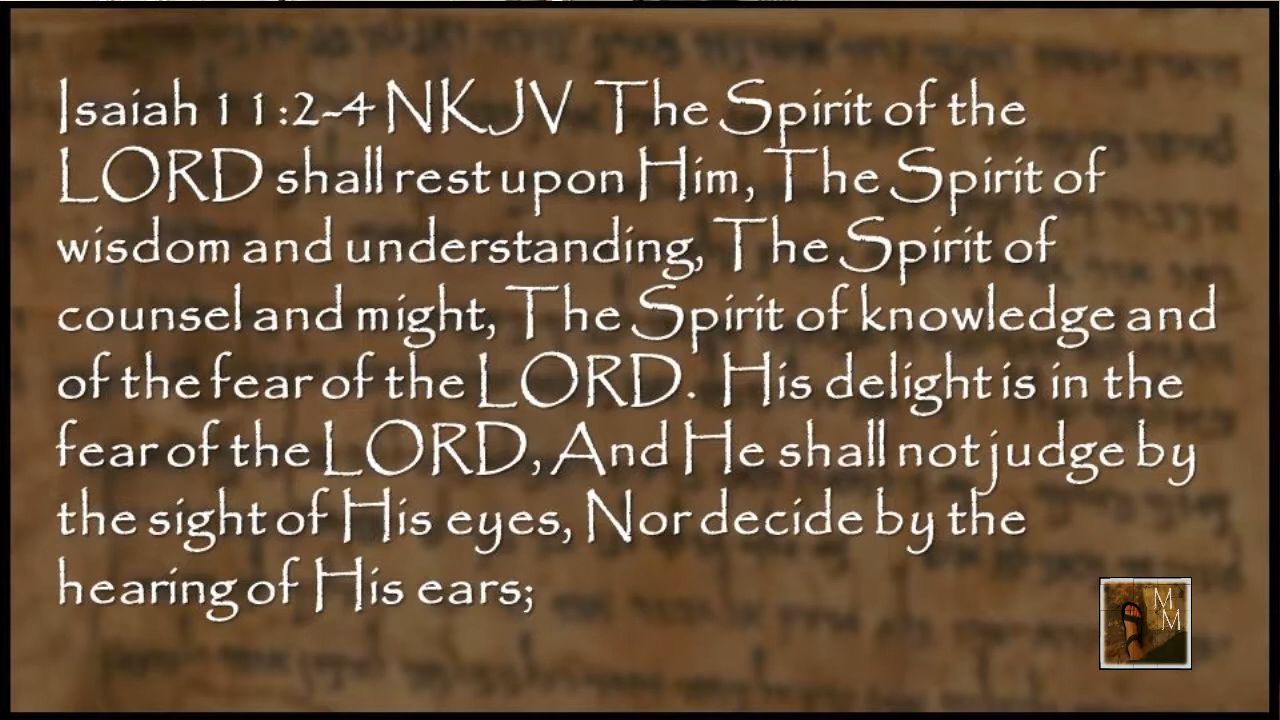 Isaiah 11:2-4 NKJV The Spirit of the
LORD shall rest upon Him, The Spirit of
wisdom and understanding, The Spirit of
counsel and might, The Spirit of knowledge and
of the fear of the LORD. His delight is in the
fear of the LORD, And He shall not judge by
the sight of His eyes, Nor decide by the
hearing of His ears;
M
M